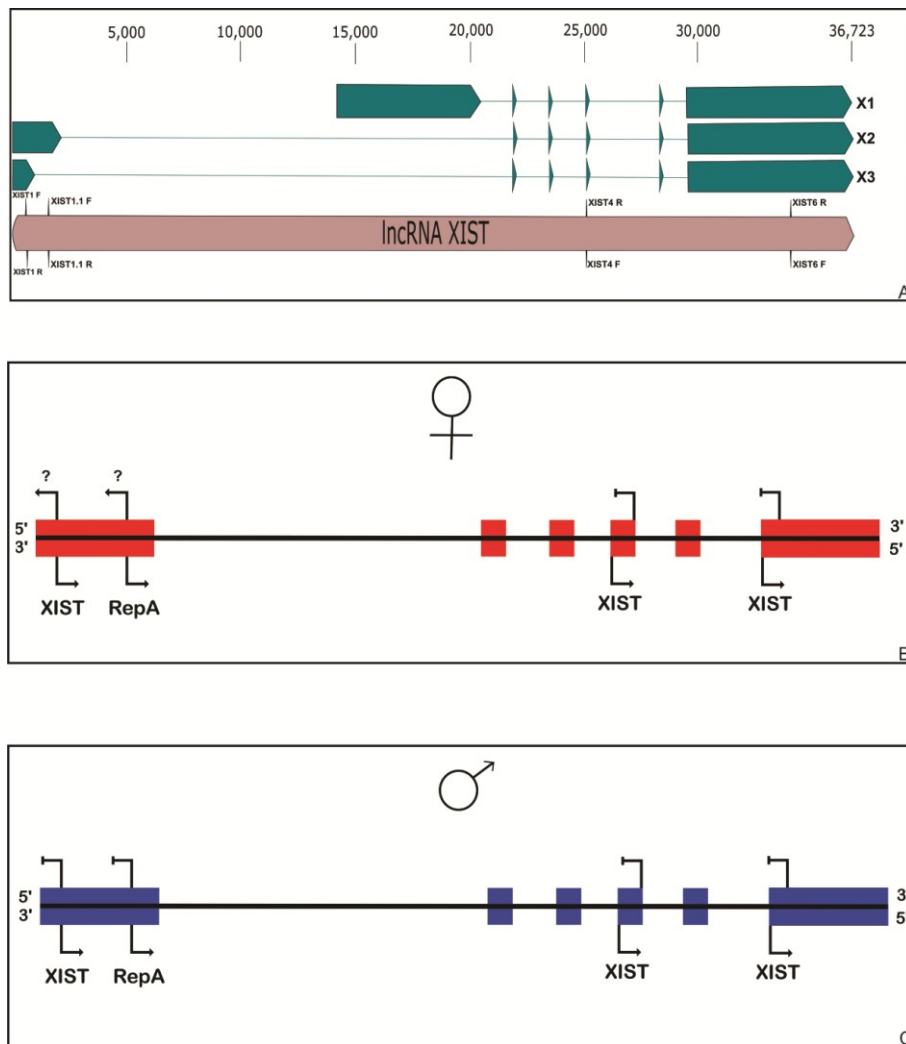 5,000 10,000 15,000 20,000 25,000 30,000 36,723
X1
X2
X3
XIST1 F XIST1.1 F XIST4 R XIST6 R
lncRNA XIST
XIST1 R XIST1.1 R XIST4 F XIST6 F
A
? ?
5' 3'
3' 5'
XIST RepA XIST XIST
B
5' 3'
3' 5'
XIST RepA XIST XIST
C